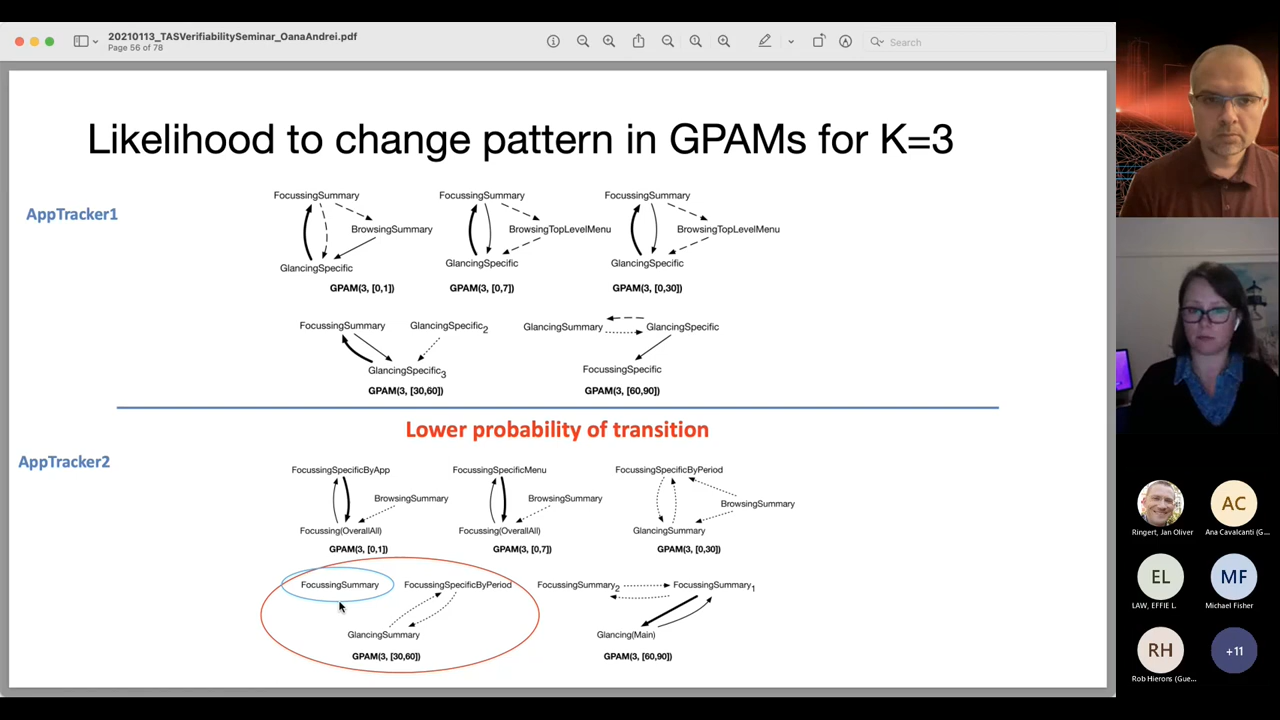 20210113_TASVerifiabilitySeminar_OanaAndrei.pdf
Page 56 of 78
Search
Likelihood to change pattern in GPAMs for K=3
AppTracker1
FocussingSummary
BrowsingSummary
GlancingSpecific
GPAM(3, [0,1])
FocussingSummary
BrowsingTopLevelMenu
GlancingSpecific
GPAM(3, [0,7])
FocussingSummary
BrowsingTopLevelMenu
GlancingSpecific
GPAM(3, [0,30])
FocussingSummary
GlancingSpecific2
GlancingSpecific3
GPAM(3, [30,60])
GlancingSummary
GlancingSpecific
FocussingSpecific
GPAM(3, [60,90])
Lower probability of transition
AppTracker2
FocussingSpecificByApp
BrowsingSummary
Focussing(OverallAll)
GPAM(3, [0,1])
FocussingSpecificMenu
BrowsingSummary
Focussing(OverallAll)
GPAM(3, [0,7])
FocussingSpecificByPeriod
BrowsingSummary
GlancingSummary
GPAM(3, [0,30])
FocussingSummary
FocussingSpecificByPeriod
GlancingSummary
GPAM(3, [30,60])
FocussingSummary2
FocussingSummary1
Glancing(Main)
GPAM(3, [60,90])
Ringert, Jan Oliver
AC
Ana Cavalcanti (G...
EL
LAW, EFFIE L.
MF
Michael Fisher
RH
Rob Hierons (Gue...
+11